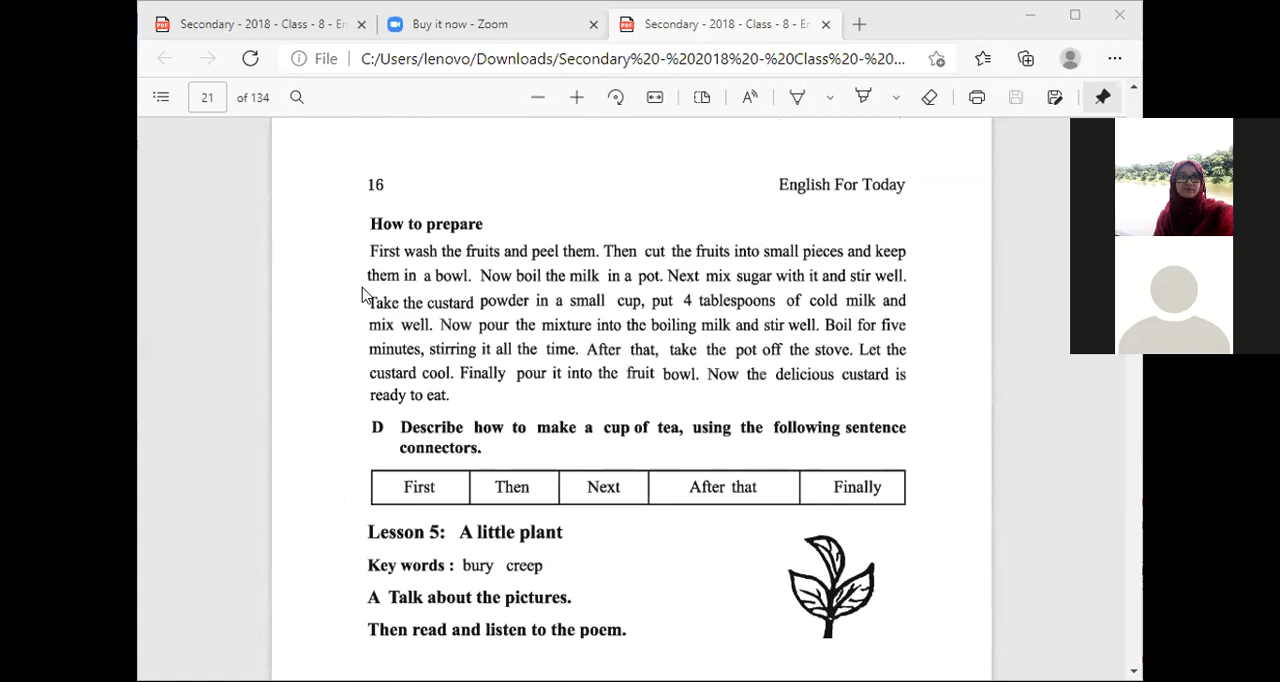 Secondary - 2018 - Class - 8 - En
Buy it now - Zoom
Secondary - 2018 - Class - 8 - En
File
C:/Users/lenovo/Downloads/Secondary%20-%202018%20-%20Class%20-%20...
21 of 134
16
English For Today
How to prepare
First wash the fruits and peel them. Then cut the fruits into small pieces and keep
them in a bowl. Now boil the milk in a pot. Next mix sugar with it and stir well.
Take the custard powder in a small cup, put 4 tablespoons of cold milk and
mix well. Now pour the mixture into the boiling milk and stir well. Boil for five
minutes, stirring it all the time. After that, take the pot off the stove. Let the
custard cool. Finally pour it into the fruit bowl. Now the delicious custard is
ready to eat.
D Describe how to make a cup of tea, using the following sentence
connectors.
First Then Next After that Finally
Lesson 5: A little plant
Key words : bury creep
A Talk about the pictures.
Then read and listen to the poem.